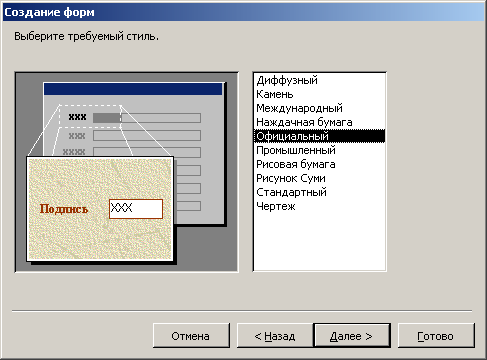 Создание форм
Выберите требуемый стиль.
xxx
xxx
xxxx
Подпись XXX
Диффузный
Камень
Международный
Наждачная бумага
Официальный
Промышленный
Рисовая бумага
Рисунок Суми
Стандартный
Чертеж
Отмена < Назад Далее > Готово